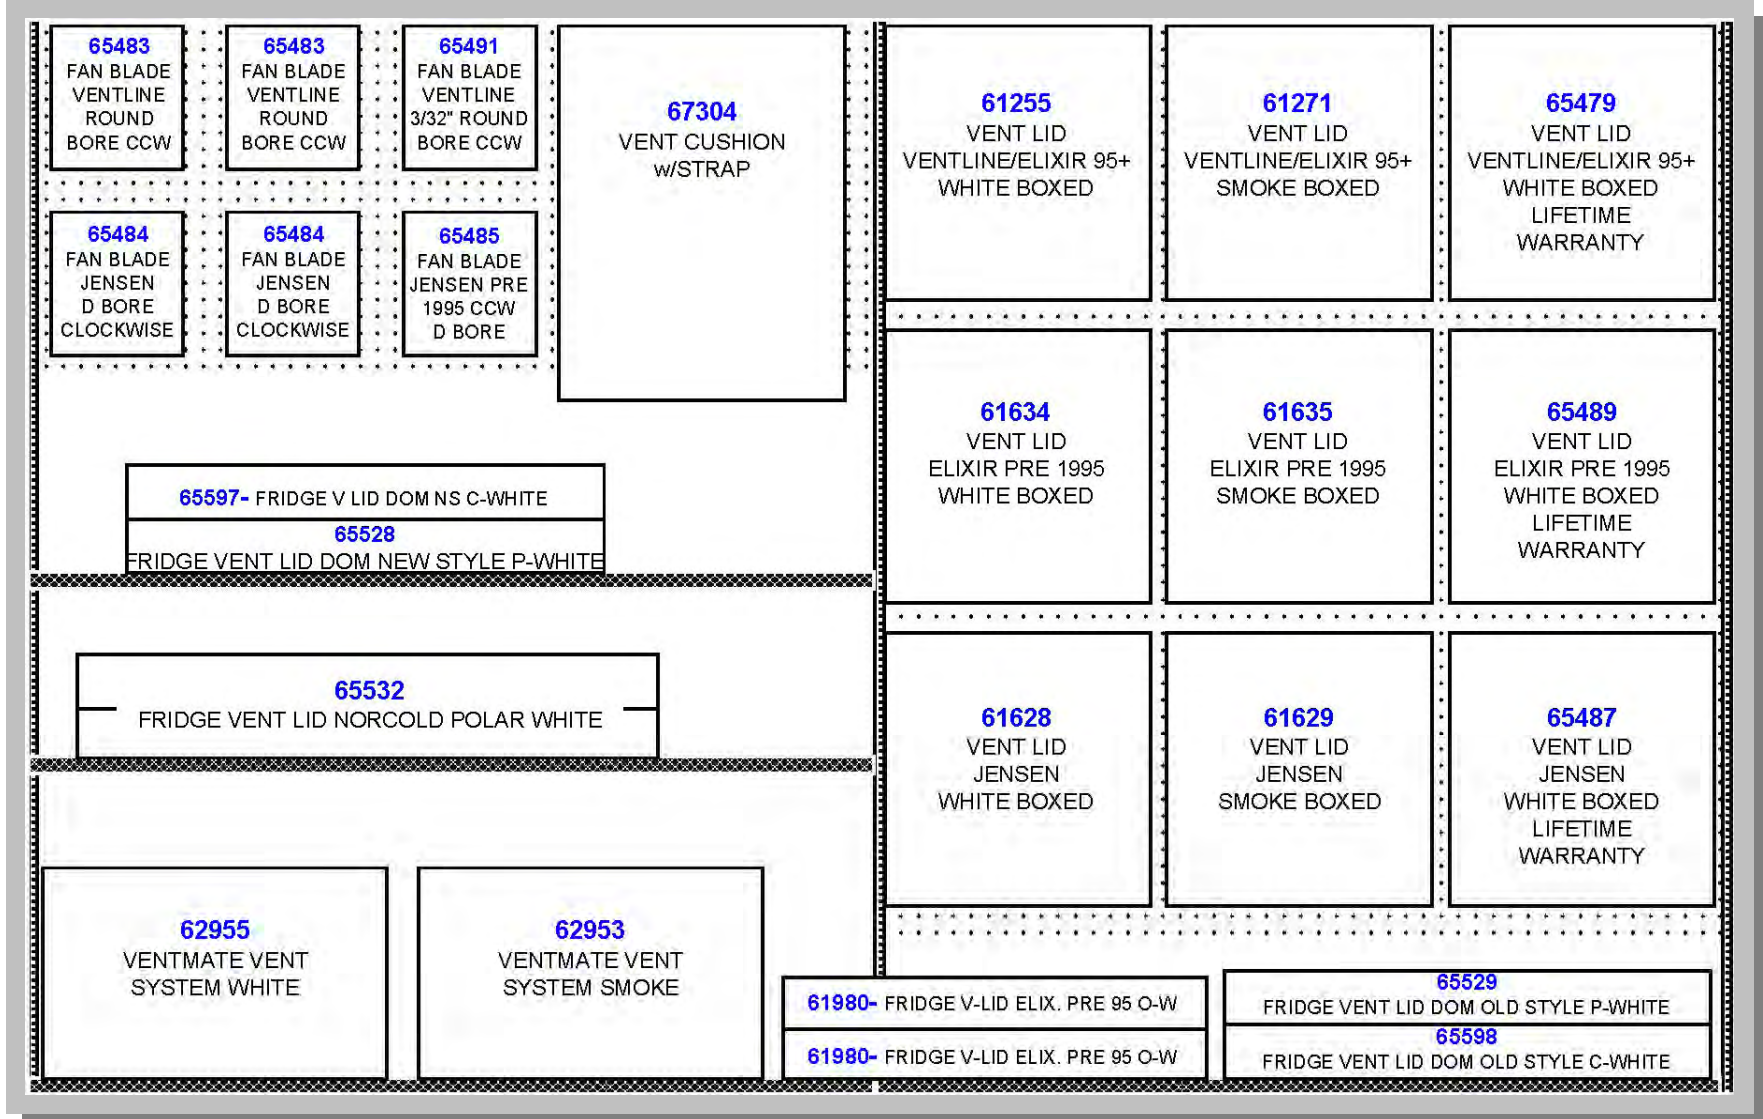 65483
FAN BLADE
VENTLINE
ROUND
BORE CCW
65483
FAN BLADE
VENTLINE
ROUND
BORE CCW
65491
FAN BLADE
VENTLINE
3/32" ROUND
BORE CCW
67304
VENT CUSHION
w/STRAP
65484
FAN BLADE
JENSEN
D BORE
CLOCKWISE
65484
FAN BLADE
JENSEN
D BORE
CLOCKWISE
65485
FAN BLADE
JENSEN PRE
1995 CCW
D BORE
65597- FRIDGE V LID DOM NS C-WHITE
65528
FRIDGE VENT LID DOM NEW STYLE P-WHITE
65532
FRIDGE VENT LID NORCOLD POLAR WHITE
62955
VENTMATE VENT
SYSTEM WHITE
62953
VENTMATE VENT
SYSTEM SMOKE
61255
VENT LID
VENTLINE/ELIXIR 95+
WHITE BOXED
61271
VENT LID
VENTLINE/ELIXIR 95+
SMOKE BOXED
65479
VENT LID
VENTLINE/ELIXIR 95+
WHITE BOXED
LIFETIME
WARRANTY
61634
VENT LID
ELIXIR PRE 1995
WHITE BOXED
61635
VENT LID
ELIXIR PRE 1995
SMOKE BOXED
65489
VENT LID
ELIXIR PRE 1995
WHITE BOXED
LIFETIME
WARRANTY
61628
VENT LID
JENSEN
WHITE BOXED
61629
VENT LID
JENSEN
SMOKE BOXED
65487
VENT LID
JENSEN
WHITE BOXED
LIFETIME
WARRANTY
61980- FRIDGE V-LID ELIX. PRE 95 O-W
61980- FRIDGE V-LID ELIX. PRE 95 O-W
65529
FRIDGE VENT LID DOM OLD STYLE P-WHITE
65598
FRIDGE VENT LID DOM OLD STYLE C-WHITE